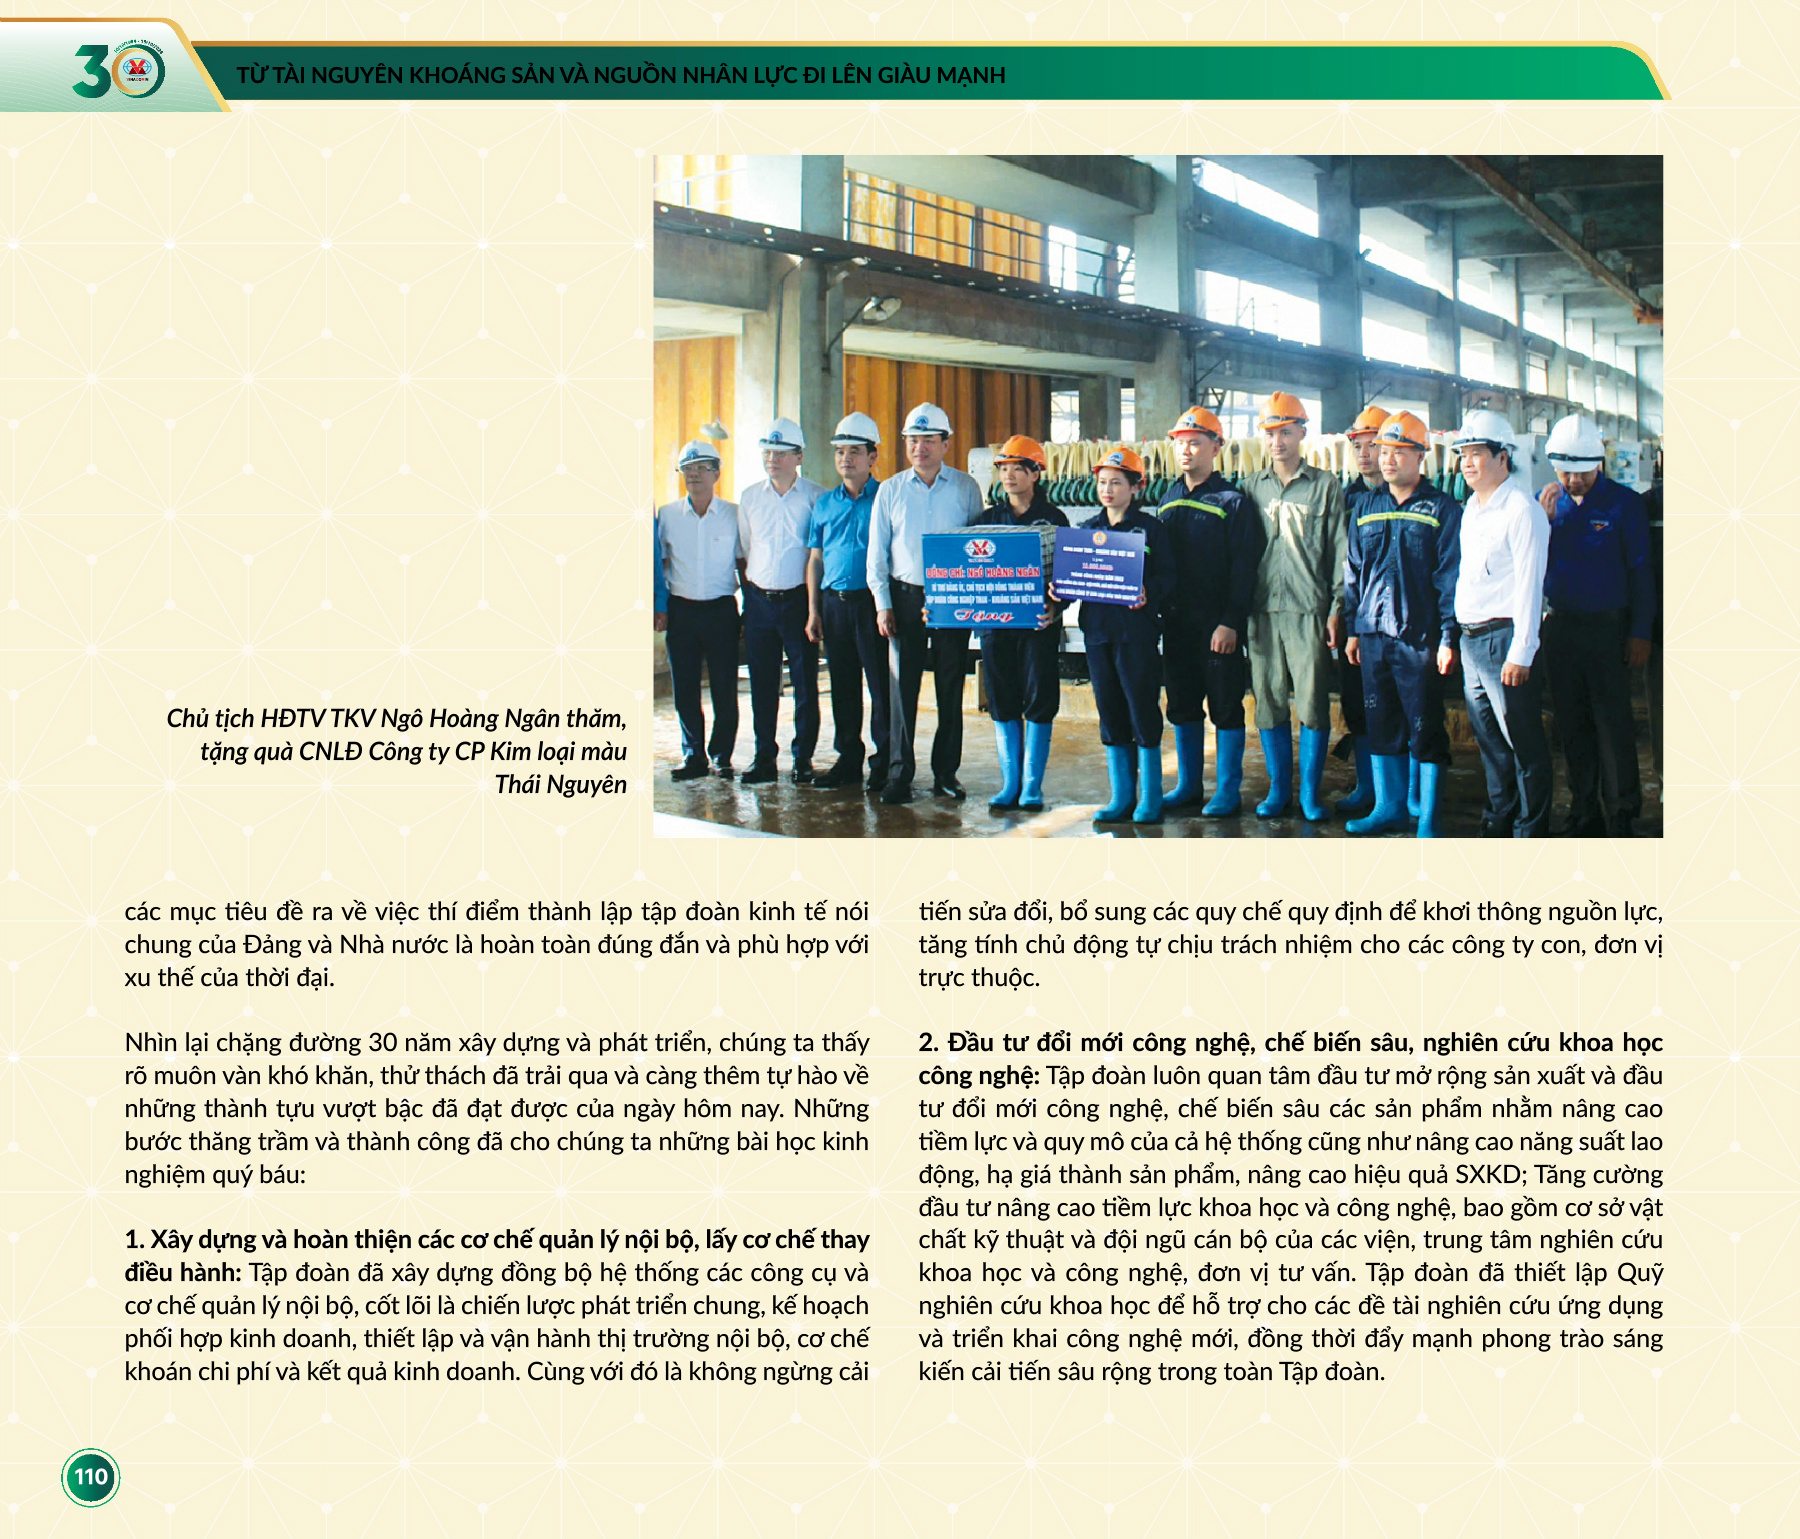 30
VINACOMIN
TỪ TÀI NGUYÊN KHOÁNG SẢN VÀ NGUỒN NHÂN LỰC ĐI LÊN GIÀU MẠNH
ĐỒNG CHÍ: NGÔ HOÀNG NGÂN
BÍ THƯ ĐẢNG ỦY, CHỦ TỊCH HỘI ĐỒNG THÀNH VIÊN
TẬP ĐOÀN CÔNG NGHIỆP THAN - KHOÁNG SẢN VIỆT NAM
Tặng
Chủ tịch HĐTV TKV Ngô Hoàng Ngân thăm,
tặng quà CNLĐ Công ty CP Kim loại màu
Thái Nguyên
các mục tiêu đề ra về việc thí điểm thành lập tập đoàn kinh tế nói
chung của Đảng và Nhà nước là hoàn toàn đúng đắn và phù hợp với
xu thế của thời đại.
Nhìn lại chặng đường 30 năm xây dựng và phát triển, chúng ta thấy
rõ muôn vàn khó khăn, thử thách đã trải qua và càng thêm tự hào về
những thành tựu vượt bậc đã đạt được của ngày hôm nay. Những
bước thăng trầm và thành công đã cho chúng ta những bài học kinh
nghiệm quý báu:
1. Xây dựng và hoàn thiện các cơ chế quản lý nội bộ, lấy cơ chế thay
điều hành: Tập đoàn đã xây dựng đồng bộ hệ thống các công cụ và
cơ chế quản lý nội bộ, cốt lõi là chiến lược phát triển chung, kế hoạch
phối hợp kinh doanh, thiết lập và vận hành thị trường nội bộ, cơ chế
khoán chi phí và kết quả kinh doanh. Cùng với đó là không ngừng cải
tiến sửa đổi, bổ sung các quy chế quy định để khơi thông nguồn lực,
tăng tính chủ động tự chịu trách nhiệm cho các công ty con, đơn vị
trực thuộc.
2. Đầu tư đổi mới công nghệ, chế biến sâu, nghiên cứu khoa học
công nghệ: Tập đoàn luôn quan tâm đầu tư mở rộng sản xuất và đầu
tư đổi mới công nghệ, chế biến sâu các sản phẩm nhằm nâng cao
tiềm lực và quy mô của cả hệ thống cũng như nâng cao năng suất lao
động, hạ giá thành sản phẩm, nâng cao hiệu quả SXKD; Tăng cường
đầu tư nâng cao tiềm lực khoa học và công nghệ, bao gồm cơ sở vật
chất kỹ thuật và đội ngũ cán bộ của các viện, trung tâm nghiên cứu
khoa học và công nghệ, đơn vị tư vấn. Tập đoàn đã thiết lập Quỹ
nghiên cứu khoa học để hỗ trợ cho các đề tài nghiên cứu ứng dụng
và triển khai công nghệ mới, đồng thời đẩy mạnh phong trào sáng
kiến cải tiến sâu rộng trong toàn Tập đoàn.
110